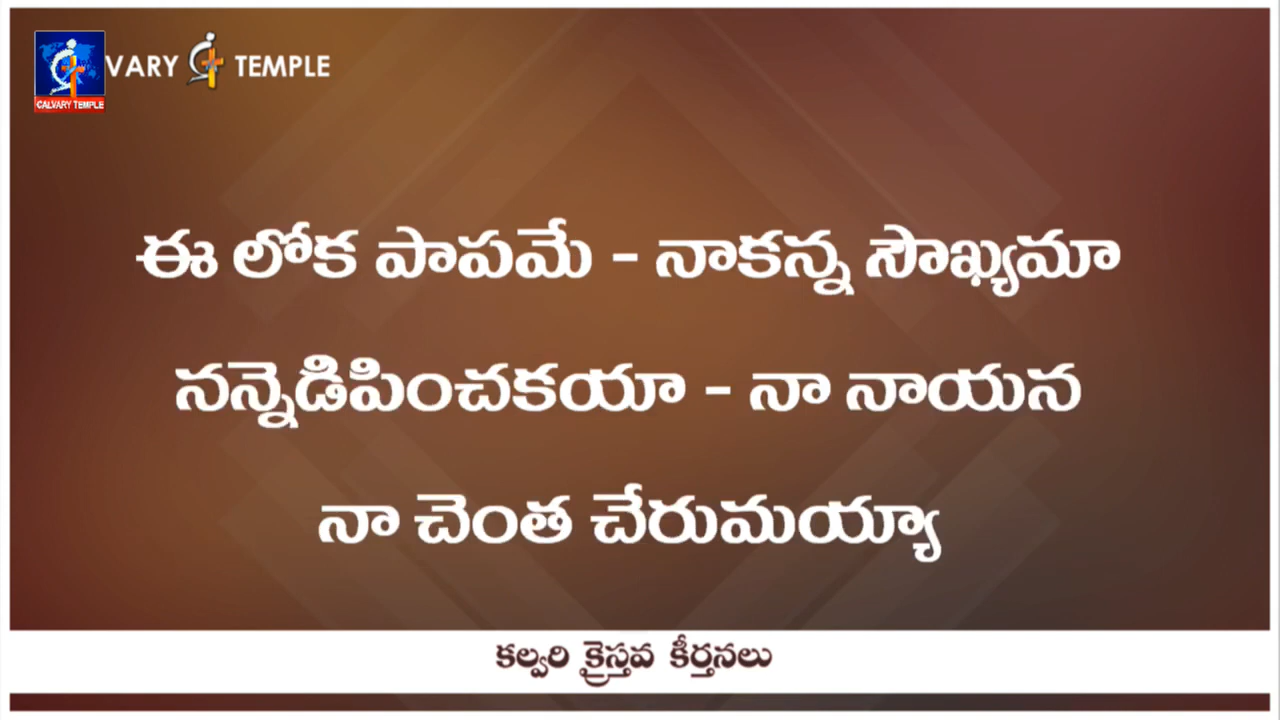 VARY TEMPLE
CALVARY TEMPLE
ఈ లోక పాపమే - నాకన్న సౌఖ్యమా
నన్నెడిపించకయా - నా నాయన
నా చెంత చేరుమయ్యా
కల్వరి క్రైస్తవ కీర్తనలు